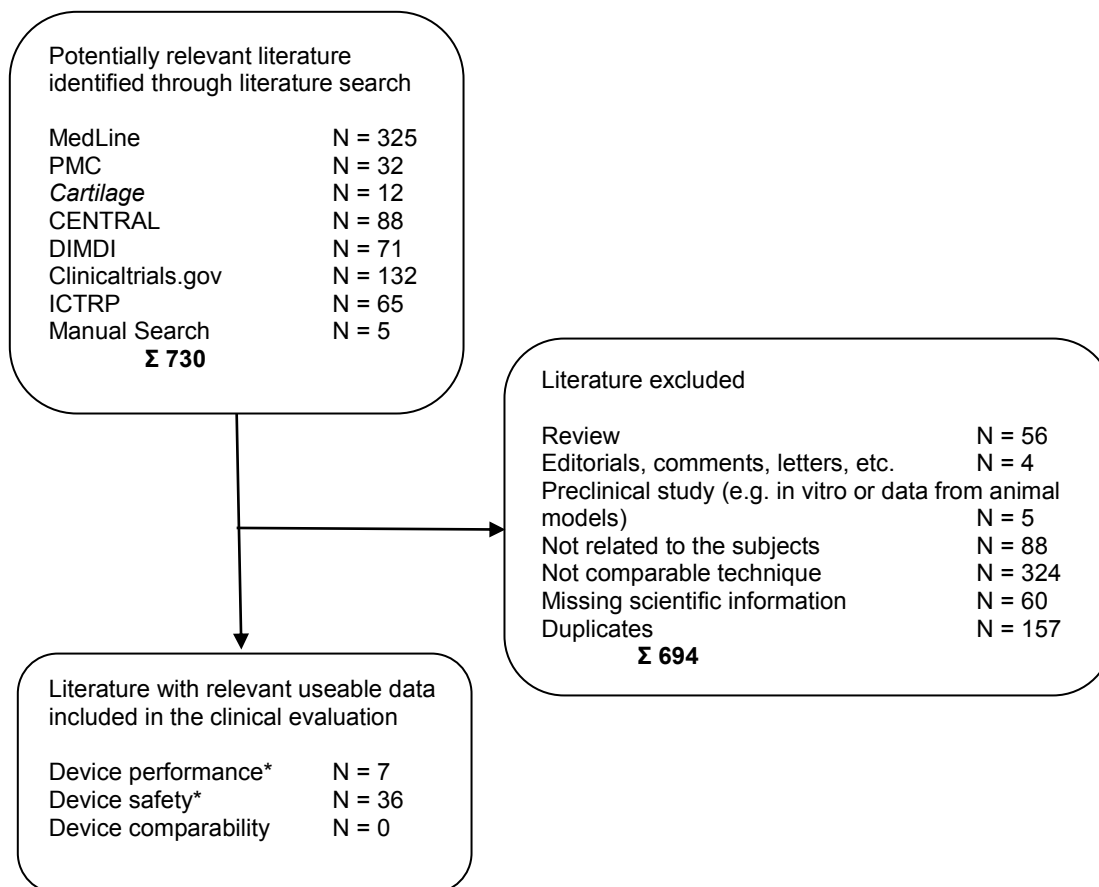 Potentially relevant literature
identified through literature search
MedLine N = 325
PMC N = 32
Cartilage N = 12
CENTRAL N = 88
DIMDI N = 71
Clinicaltrials.gov N = 132
ICTRP N = 65
Manual Search N = 5
Σ 730
Literature excluded
Review N = 56
Editorials, comments, letters, etc. N = 4
Preclinical study (e.g. in vitro or data from animal
models) N = 5
Not related to the subjects N = 88
Not comparable technique N = 324
Missing scientific information N = 60
Duplicates N = 157
Σ 694
Literature with relevant useable data
included in the clinical evaluation
Device performance* N = 7
Device safety* N = 36
Device comparability N = 0